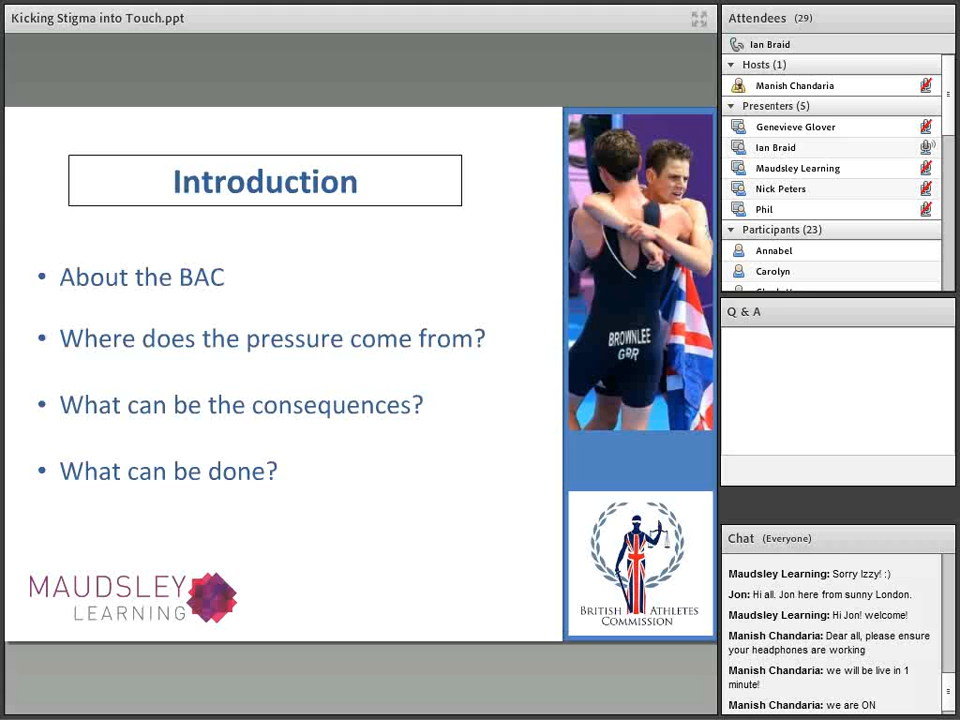 Kicking Stigma into Touch.ppt
Introduction
• About the BAC
• Where does the pressure come from?
• What can be the consequences?
• What can be done?
MAUDSLEY
LEARNING
BROWNLEE
GBR
BRITISH ATHLETES
COMMISSION
Attendees (29)
Ian Braid
Hosts (1)
Manish Chandaria
Presenters (5)
Genevieve Glover
Ian Braid
Maudsley Learning
Nick Peters
Phil
Participants (23)
Annabel
Carolyn
Q & A
Chat (Everyone)
Maudsley Learning: Sorry Izzy! :)
Jon: Hi all. Jon here from sunny London.
Maudsley Learning: Hi Jon! welcome!
Manish Chandaria: Dear all, please ensure
your headphones are working
Manish Chandaria: we will be live in 1
minute!
Manish Chandaria: we are ON